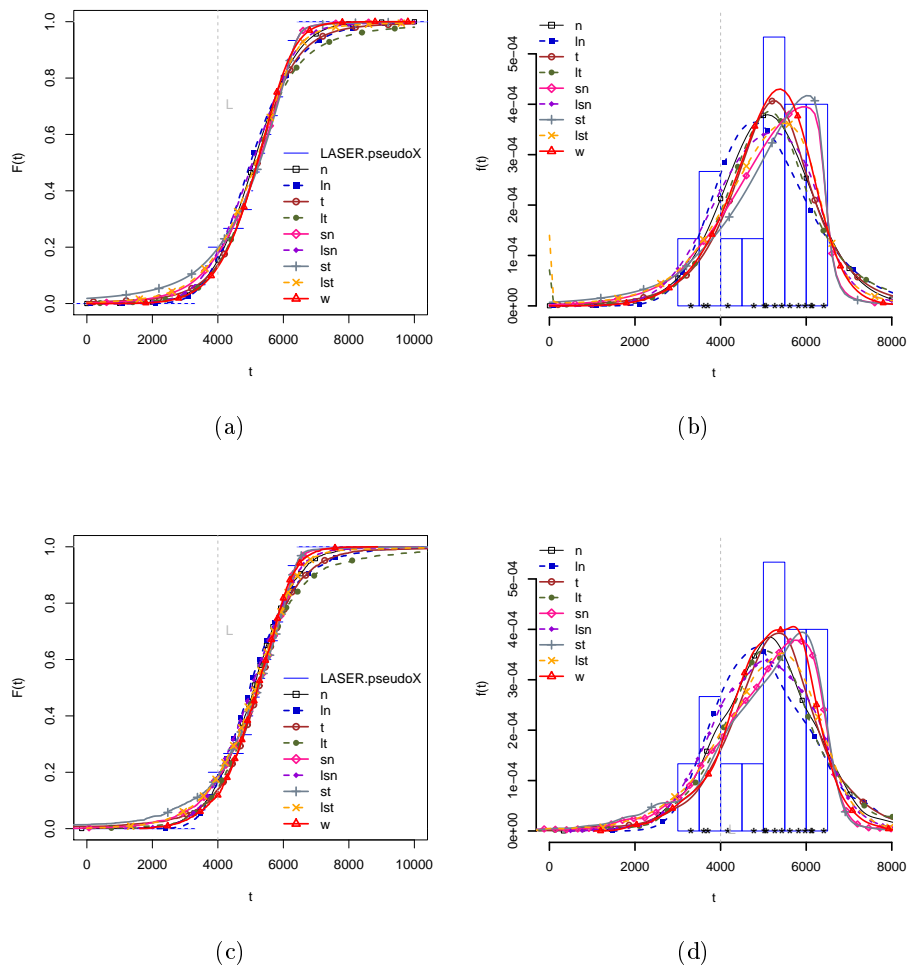 F(t)
1.0
0.8
0.6
0.4
0.2
0.0
0 2000 4000 6000 8000 10000
t
L
LASER.pseudoX
n
ln
t
lt
sn
lsn
st
lst
w
(a)
f(t)
5e−04
4e−04
3e−04
2e−04
1e−04
0e+00
0 2000 4000 6000 8000
t
n
ln
t
lt
sn
lsn
st
lst
w
(b)
F(t)
1.0
0.8
0.6
0.4
0.2
0.0
0 2000 4000 6000 8000 10000
t
L
LASER.pseudoX
n
ln
t
lt
sn
lsn
st
lst
w
(c)
f(t)
5e−04
4e−04
3e−04
2e−04
1e−04
0e+00
0 2000 4000 6000 8000
t
L
n
ln
t
lt
sn
lsn
st
lst
w
(d)